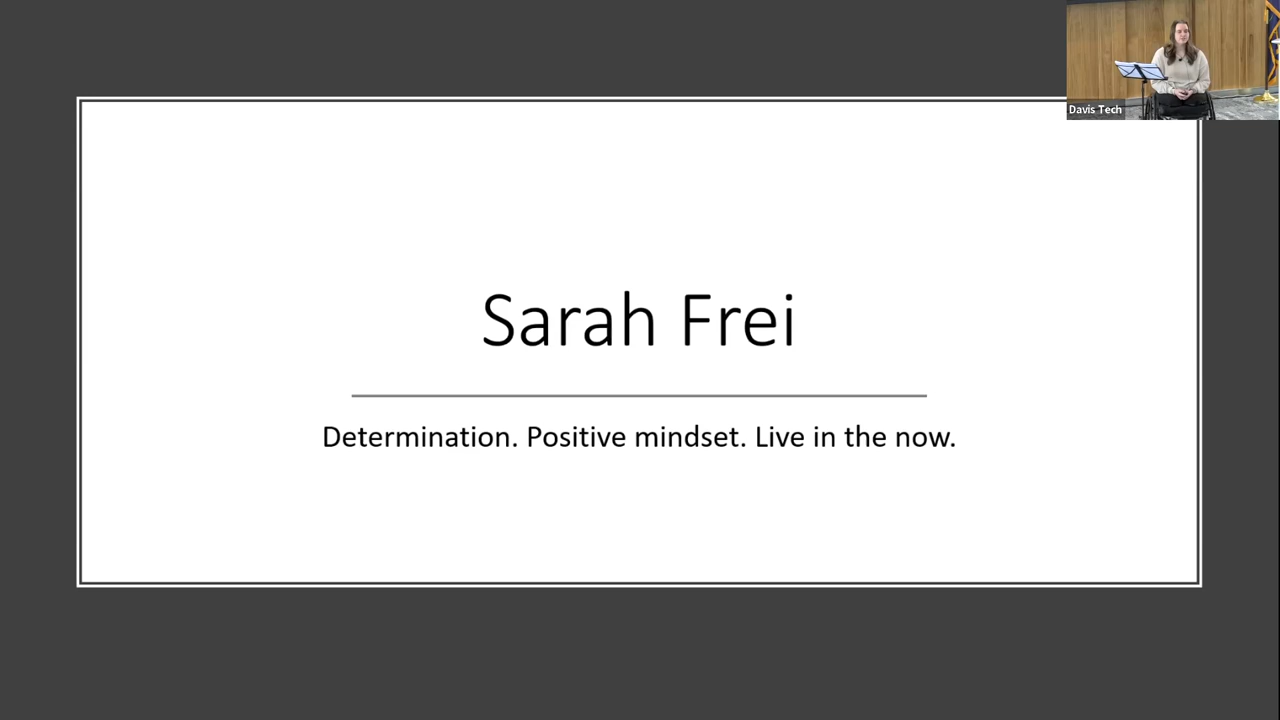 Davis Tech
Sarah Frei
Determination. Positive mindset. Live in the now.